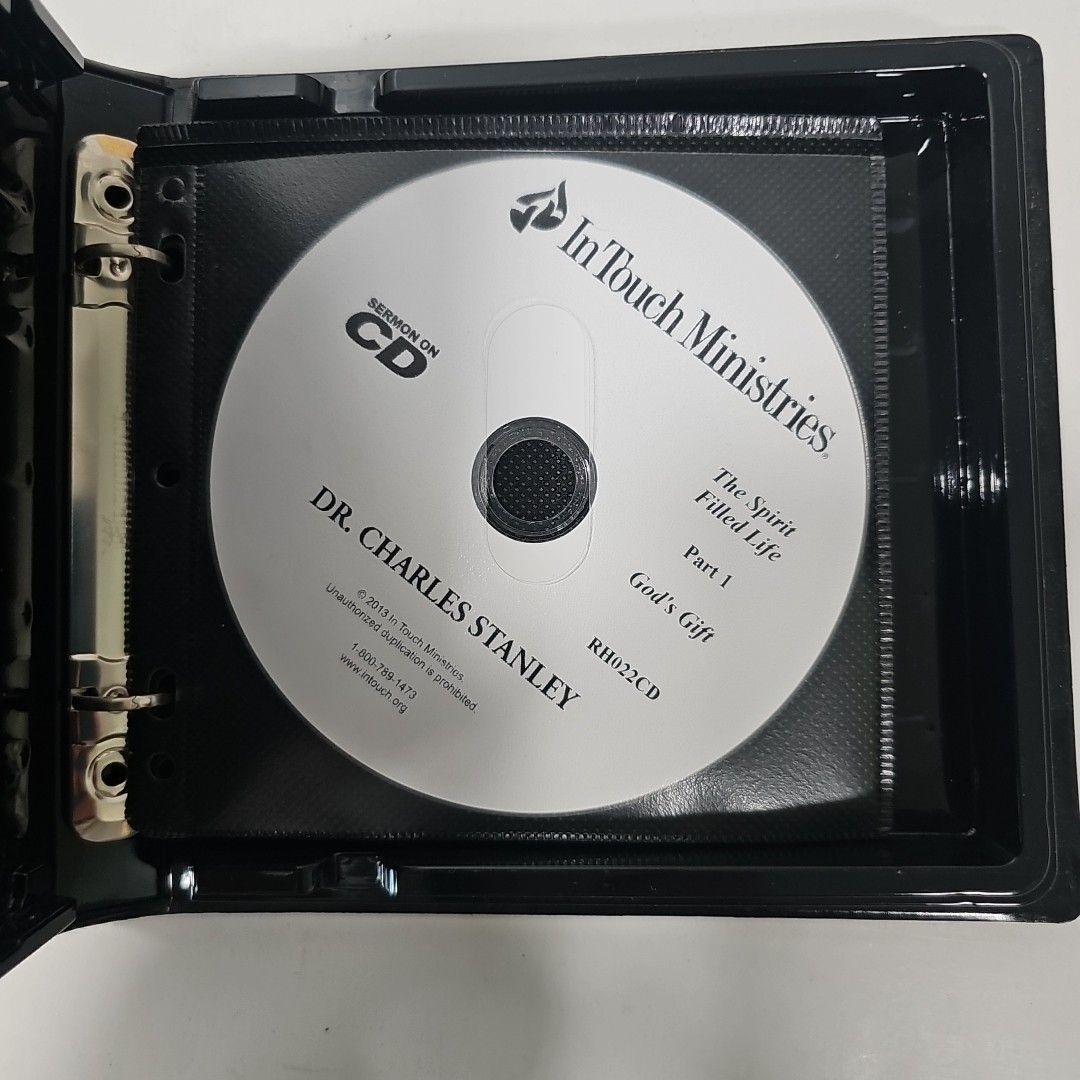 In Touch Ministries®
SERMON ON
CD
The Spirit
Filled Life
Part 1
God's Gift
RH022CD
DR. CHARLES STANLEY
© 2013 In Touch Ministries.
Unauthorized duplication is prohibited.
1-800-789-1473
www.intouch.org